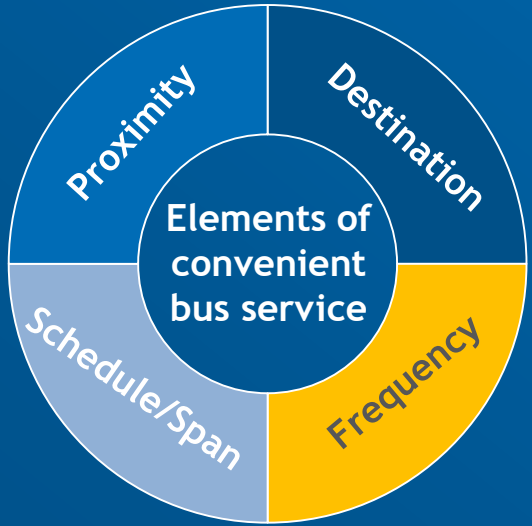 Proximity
Destination
Elements of
convenient
bus service
Schedule/Span
Frequency